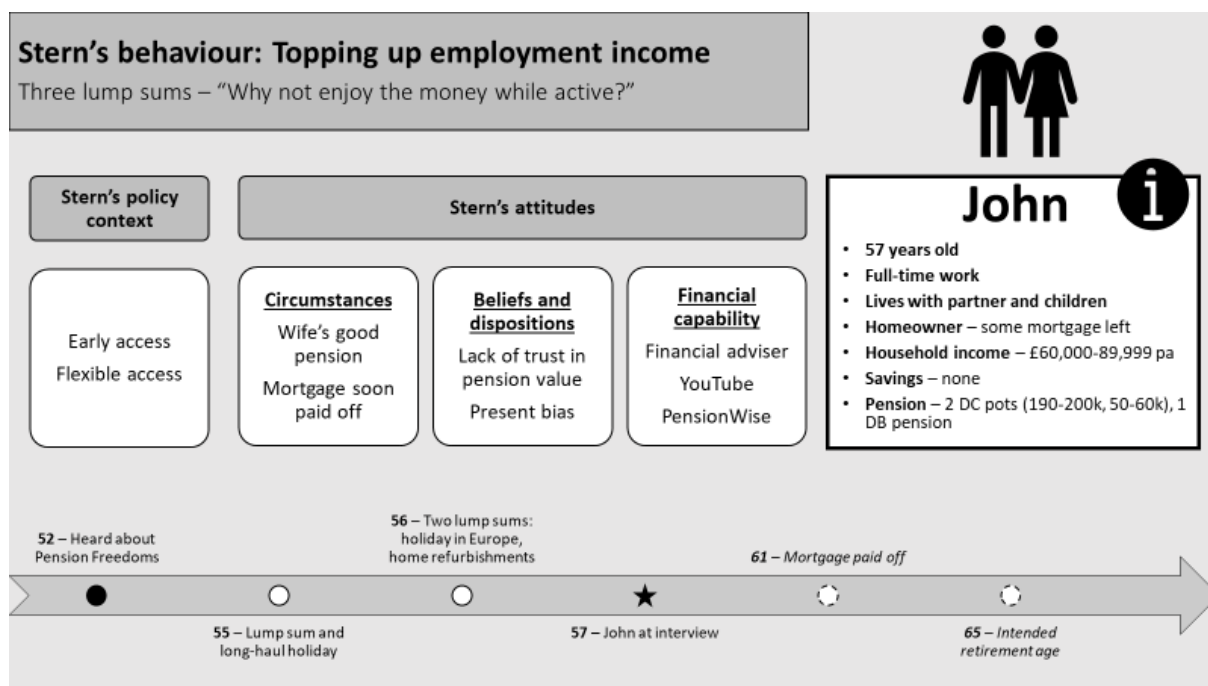 Stern's behaviour: Topping up employment income
Three lump sums – "Why not enjoy the money while active?"
Stern's policy
context
Stern's attitudes
Early access
Flexible access
Circumstances
Wife's good
pension
Mortgage soon
paid off
Beliefs and
dispositions
Lack of trust in
pension value
Present bias
Financial
capability
Financial adviser
YouTube
PensionWise
i
John
• 57 years old
• Full-time work
• Lives with partner and children
• Homeowner – some mortgage left
• Household income – £60,000-89,999 pa
• Savings – none
• Pension – 2 DC pots (190-200k, 50-60k), 1
DB pension
52 – Heard about
Pension Freedoms
55 – Lump sum and
long-haul holiday
56 – Two lump sums:
holiday in Europe,
home refurbishments
57 – John at interview
61 – Mortgage paid off
65 – Intended
retirement age